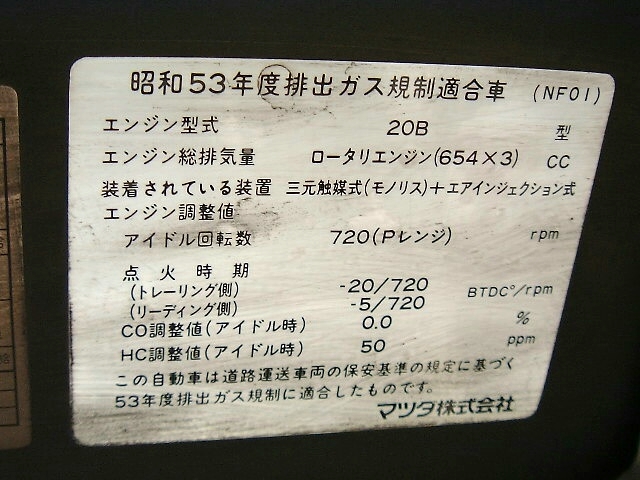 昭和53年度排出ガス規制適合車 (NF01)
エンジン型式 20B 型
エンジン総排気量 ロータリエンジン(654×3) CC
装着されている装置 三元触媒式(モノリス)+エアインジェクション式
エンジン調整値
アイドル回転数 720(Pレンジ) rpm
点火時期
(トレーリング側) -20/720 BTDC°/rpm
(リーディング側) -5/720
CO調整値(アイドル時) 0.0 %
HC調整値(アイドル時) 50 ppm
この自動車は道路運送車両の保安基準の規定に基づく
53年度排出ガス規制に適合したものです。 マツダ株式会社